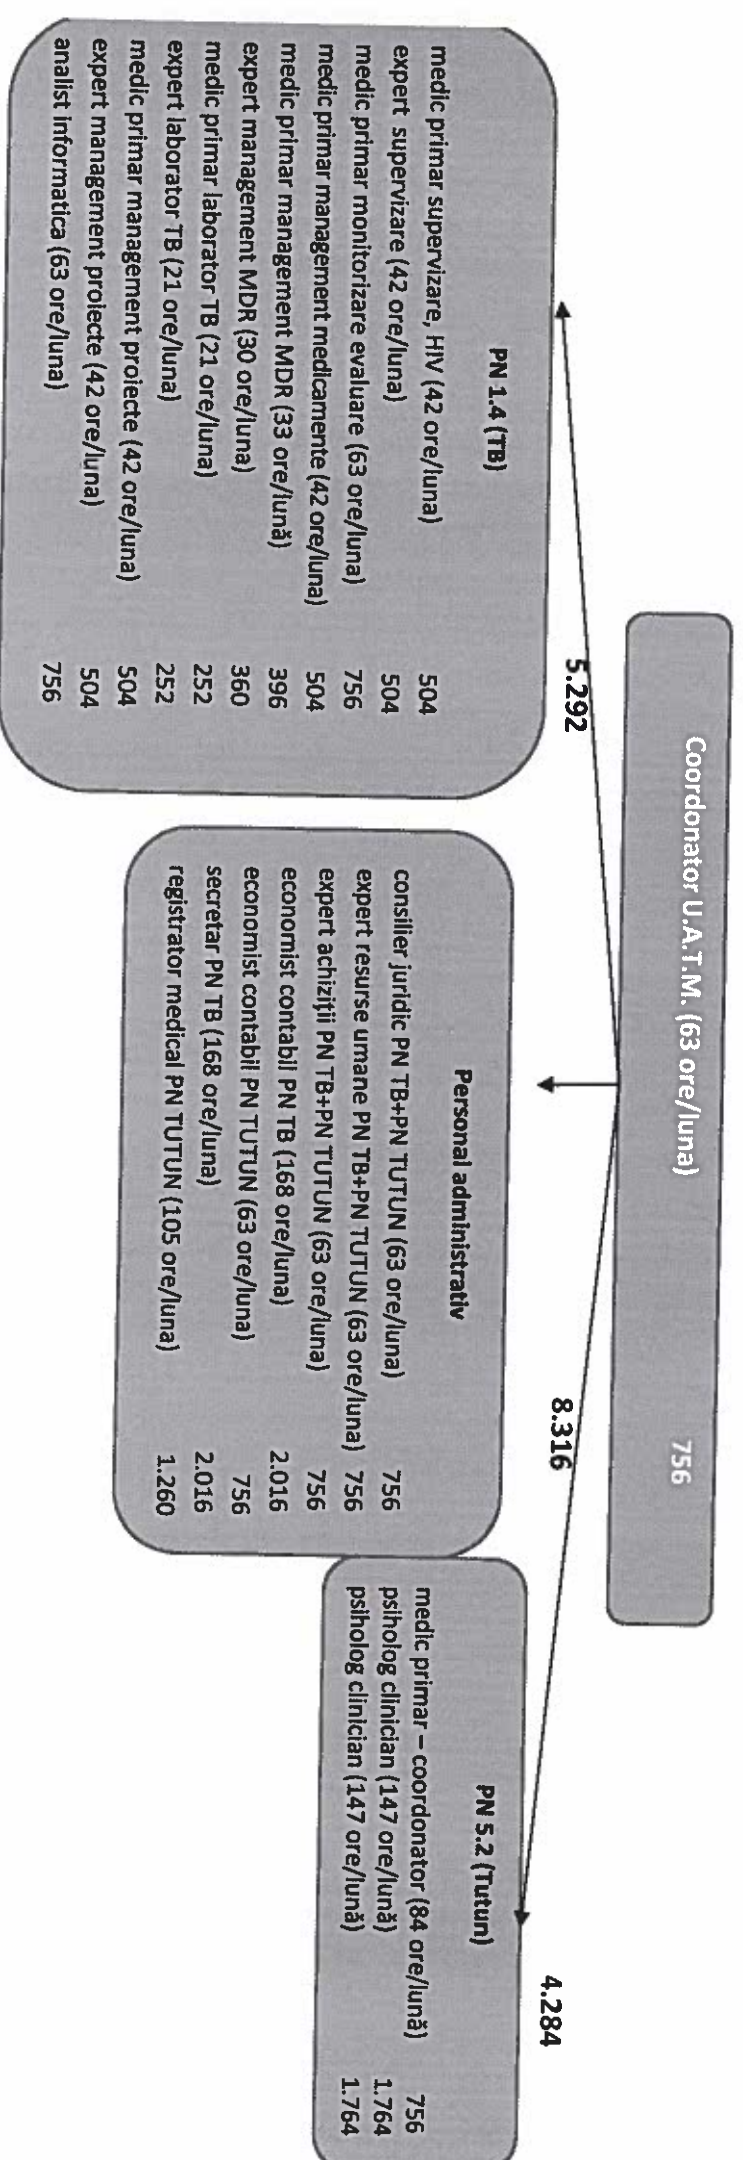 Coordonator U.A.T.M. (63 ore/luna) 756
5.292
8.316
4.284
PN 1.4 (TB)
medic primar supervizare, HIV (42 ore/luna) 504
expert supervizare (42 ore/luna) 504
medic primar monitorizare evaluare (63 ore/luna) 756
medic primar management medicamente (42 ore/luna) 504
medic primar management MDR (33 ore/lună) 396
expert management MDR (30 ore/luna) 360
medic primar laborator TB (21 ore/luna) 252
expert laborator TB (21 ore/luna) 252
medic primar management proiecte (42 ore/luna) 504
expert management proiecte (42 ore/luna) 504
analist informatica (63 ore/luna) 756
Personal administrativ
consilier juridic PN TB+PN TUTUN (63 ore/luna) 756
expert resurse umane PN TB+PN TUTUN (63 ore/luna) 756
expert achiziții PN TB+PN TUTUN (63 ore/luna) 756
economist contabil PN TB (168 ore/luna) 2.016
economist contabil PN TUTUN (63 ore/luna) 756
secretar PN TB (168 ore/luna) 2.016
registrator medical PN TUTUN (105 ore/luna) 1.260
PN 5.2 (Tutun)
medic primar – coordonator (84 ore/lună) 756
psiholog clinician (147 ore/lună) 1.764
psiholog clinician (147 ore/lună) 1.764